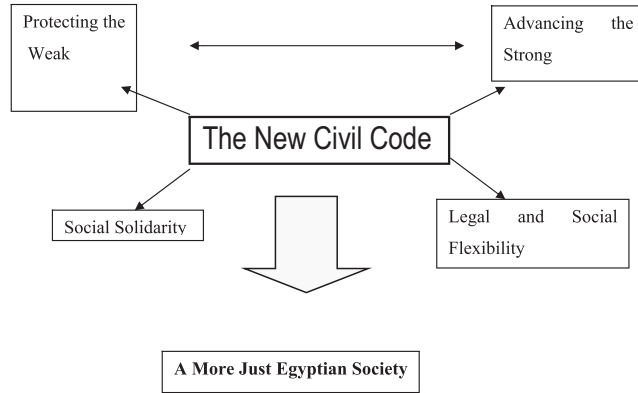 Protecting the
Weak
Advancing the
Strong
The New Civil Code
Social Solidarity
Legal and Social
Flexibility
A More Just Egyptian Society